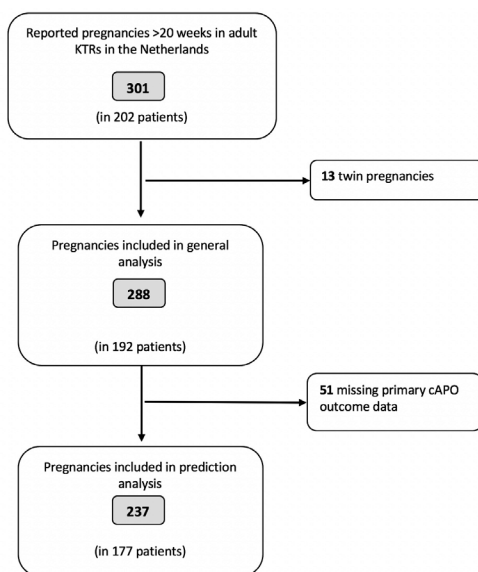 Reported pregnancies >20 weeks in adult
KTRs in the Netherlands
301
(in 202 patients)
13 twin pregnancies
Pregnancies included in general
analysis
288
(in 192 patients)
51 missing primary cAPO
outcome data
Pregnancies included in prediction
analysis
237
(in 177 patients)